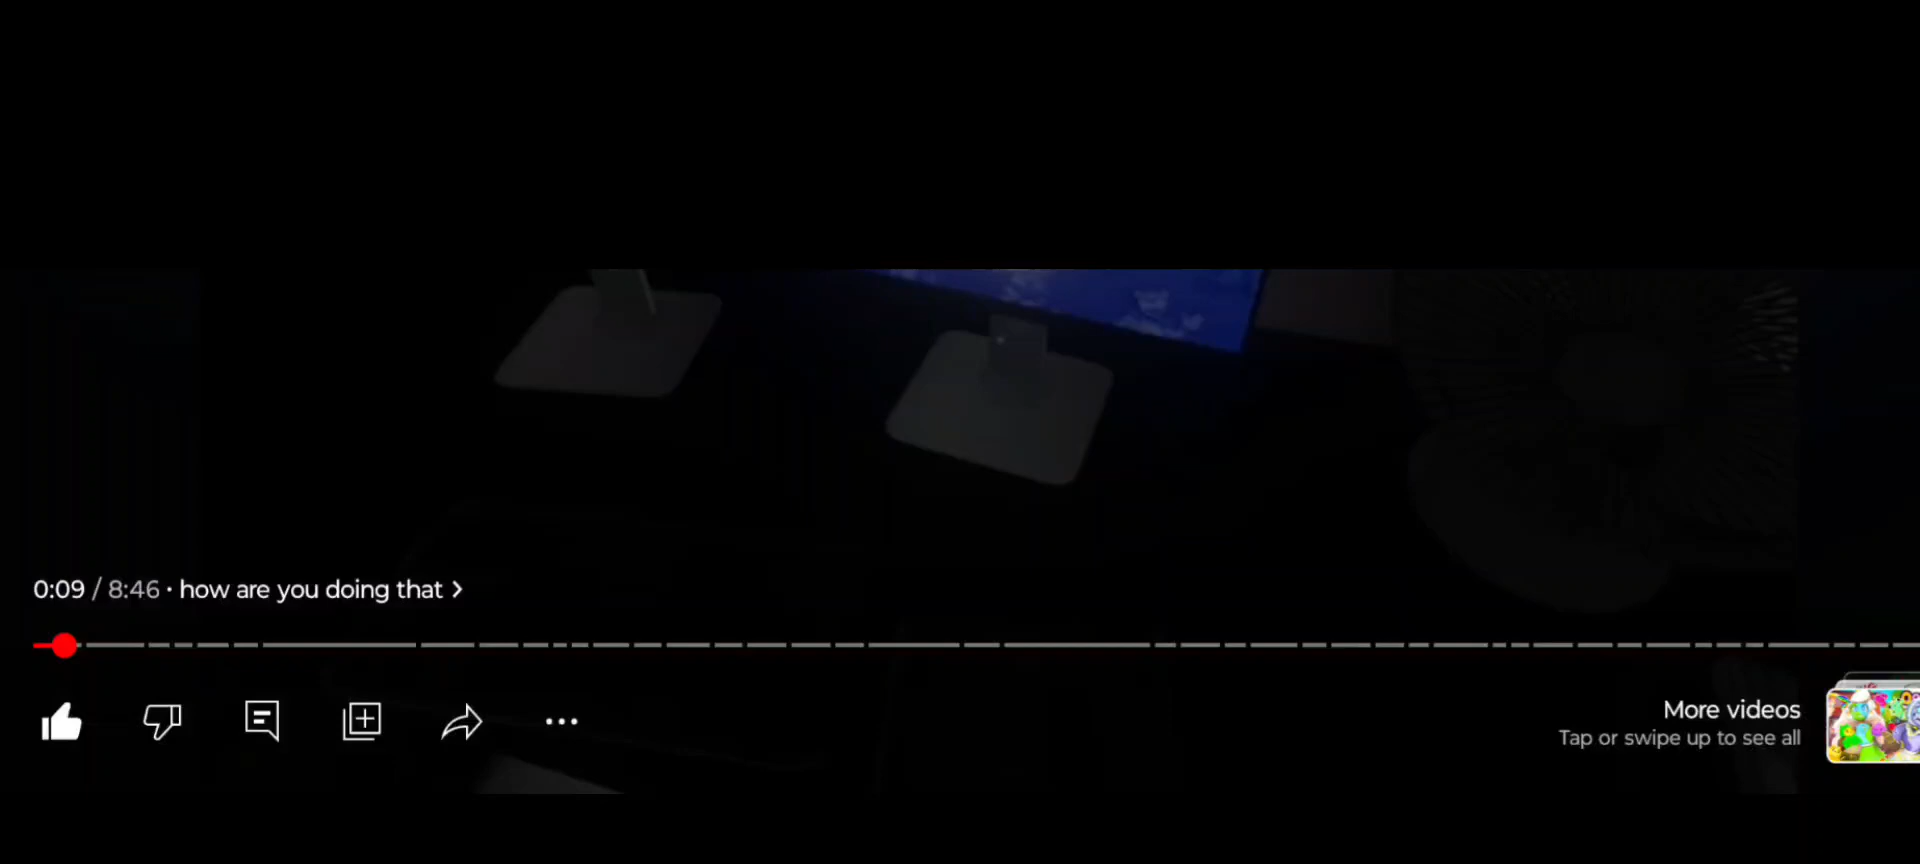 0:09 / 8:46 · how are you doing that >
More videos
Tap or swipe up to see all